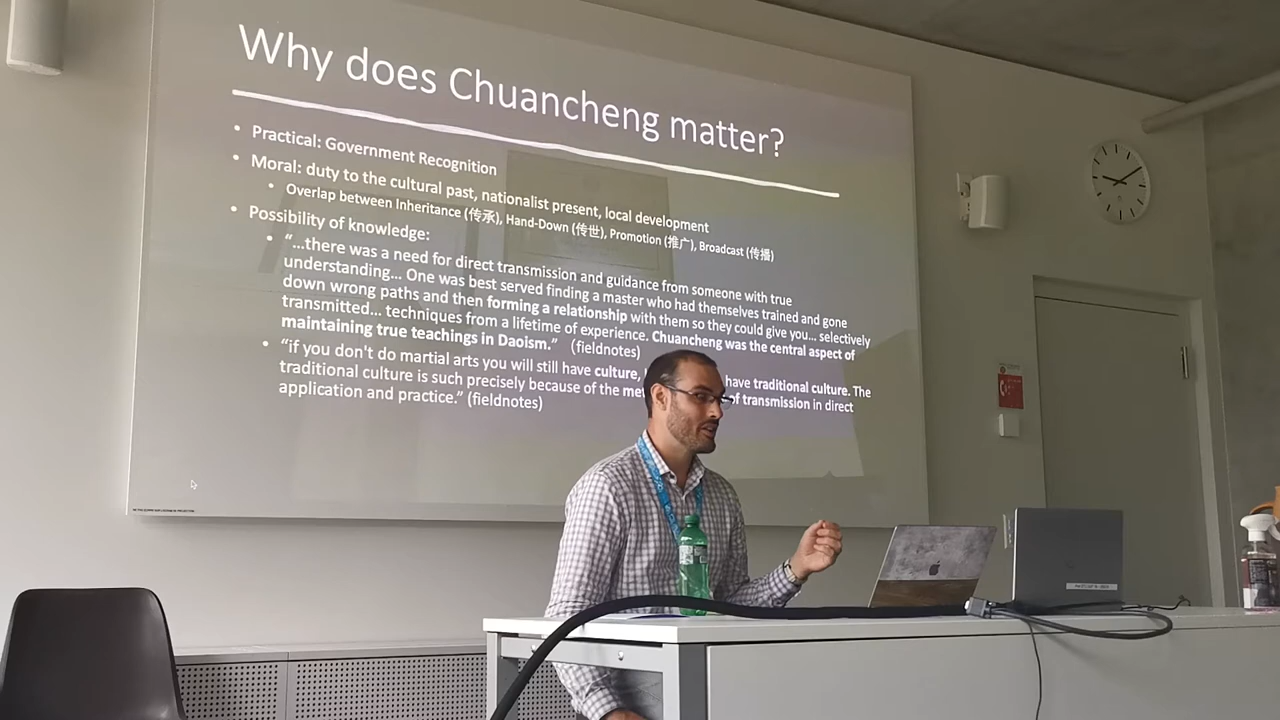 Why does Chuancheng matter?
• Practical: Government Recognition
• Moral: duty to the cultural past, nationalist present, local development
• Overlap between Inheritance (传承), Hand-Down (传世), Promotion (推广), Broadcast (传播)
• Possibility of knowledge:
• “…there was a need for direct transmission and guidance from someone with true
understanding… One was best served finding a master who had themselves trained and gone
down wrong paths and then forming a relationship with them so they could give you… selectively
transmitted… techniques from a lifetime of experience. Chuancheng was the central aspect of
maintaining true teachings in Daoism.” (fieldnotes)
• “if you don't do martial arts you will still have culture, have traditional culture. The
traditional culture is such precisely because of the of transmission in direct
application and practice.” (fieldnotes)